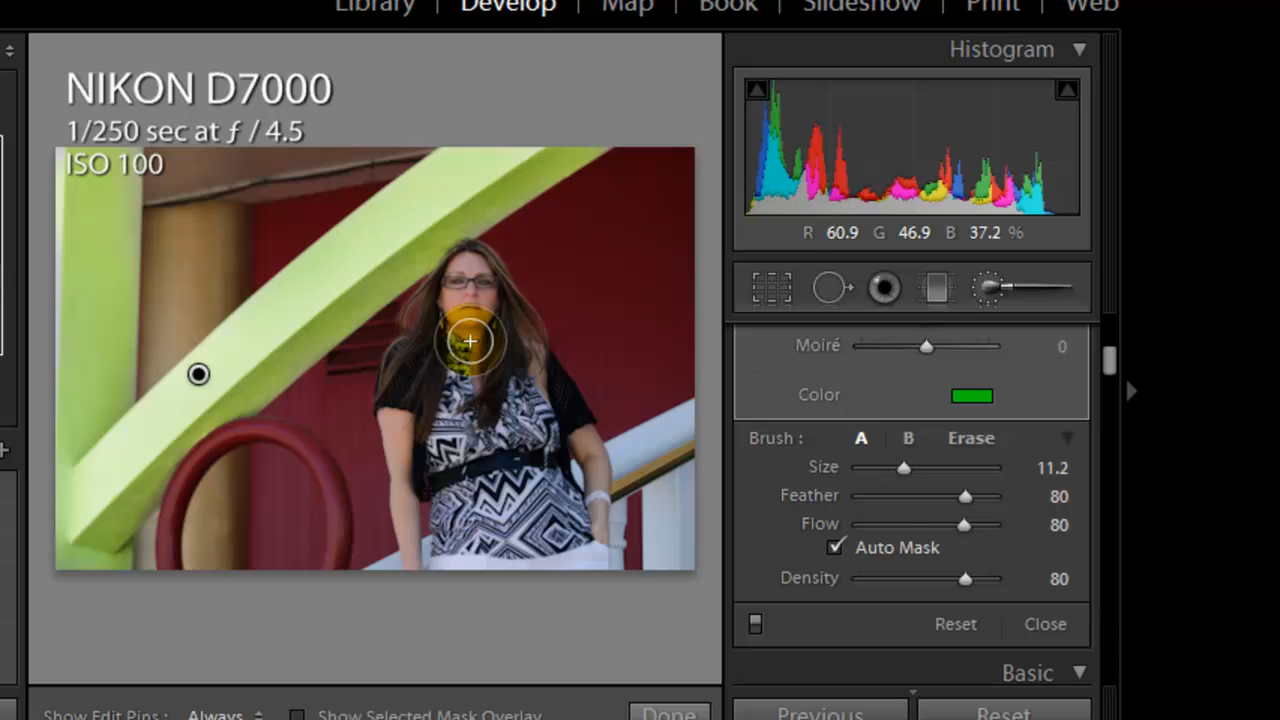 Library | Develop | Map | Book | Slideshow | Print | Web
Histogram
NIKON D7000
1/250 sec at ƒ / 4.5
ISO 100
R 60.9 G 46.9 B 37.2 %
Moiré 0
Color
Brush : A B Erase
Size 11.2
Feather 80
Flow 80
Auto Mask
Density 80
Reset Close
Basic
Show Edit Pins : Always Show Selected Mask Overlay Done
Previous Reset